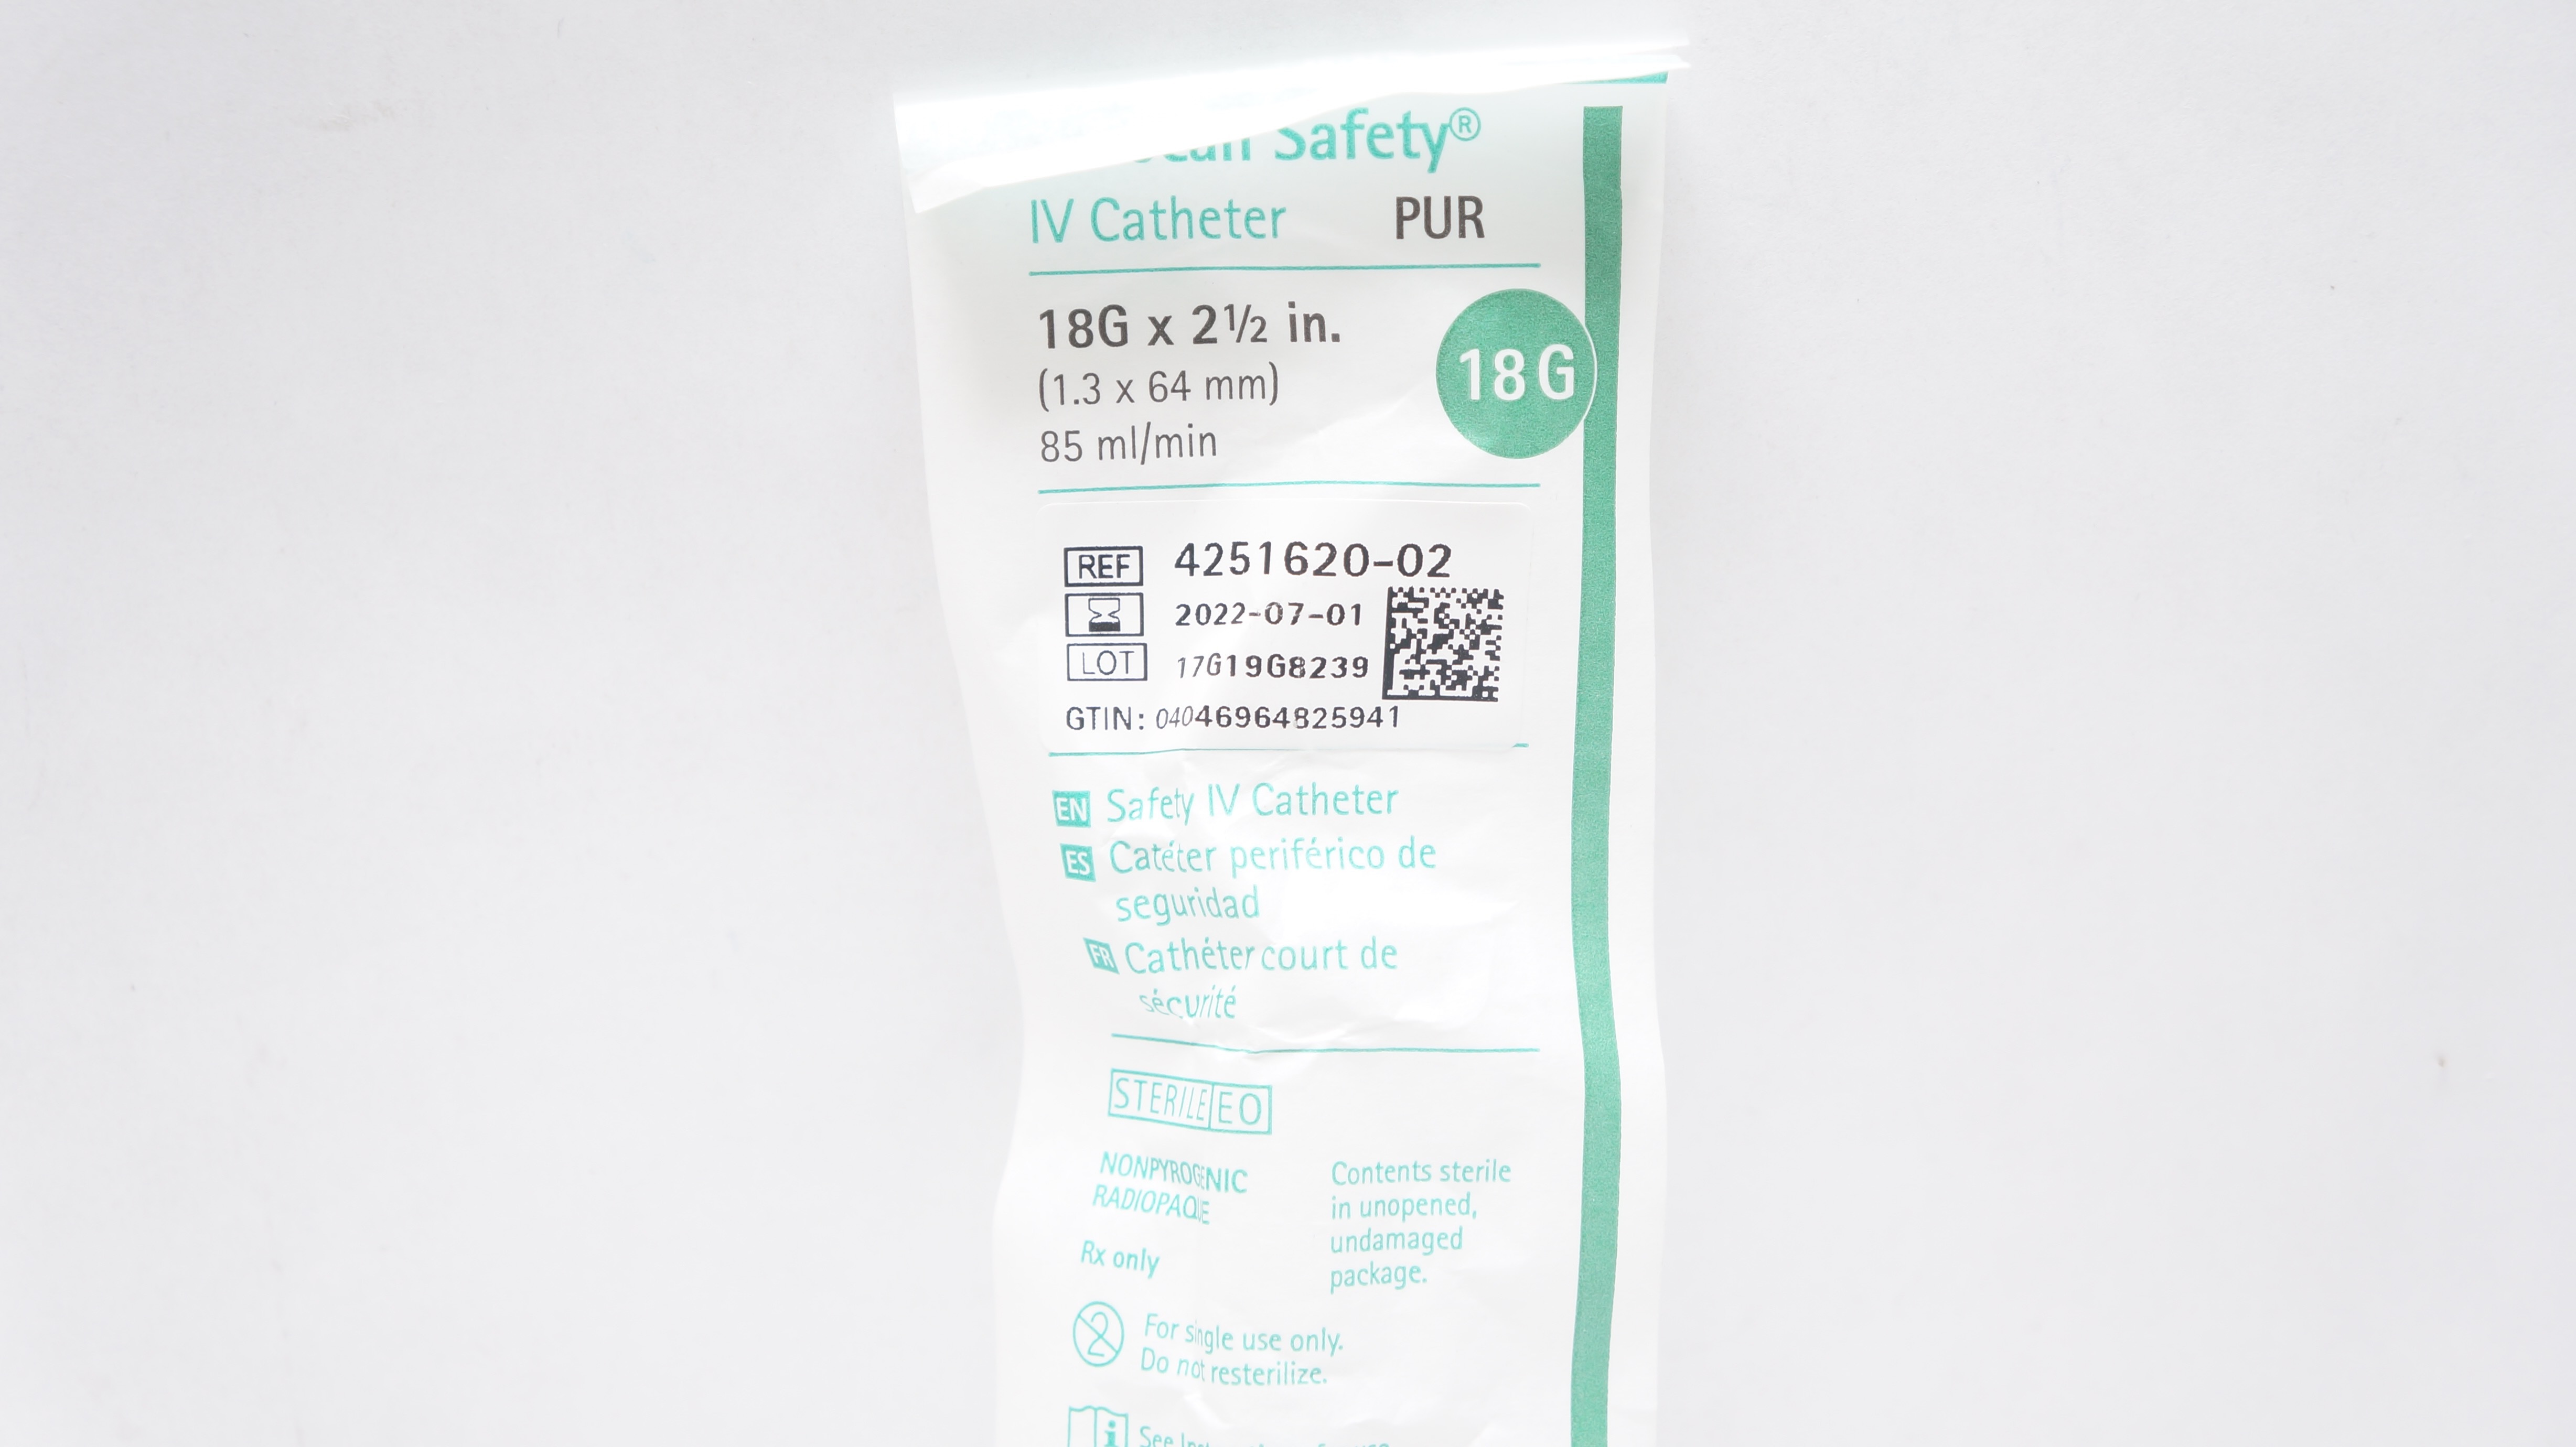 Safety®
IV Catheter PUR
18G x 2½ in.
(1.3 x 64 mm)
85 ml/min
18G
REF 4251620-02
2022-07-01
LOT 17G19G8239
GTIN: 04046964825941
EN Safety IV Catheter
ES Catéter periférico de
seguridad
FR Cathéter court de
sécurité
STERILE EO
NONPYROGENIC
RADIOPAQUE
Rx only
Contents sterile
in unopened,
undamaged
package.
2
For single use only.
Do not resterilize.
i See